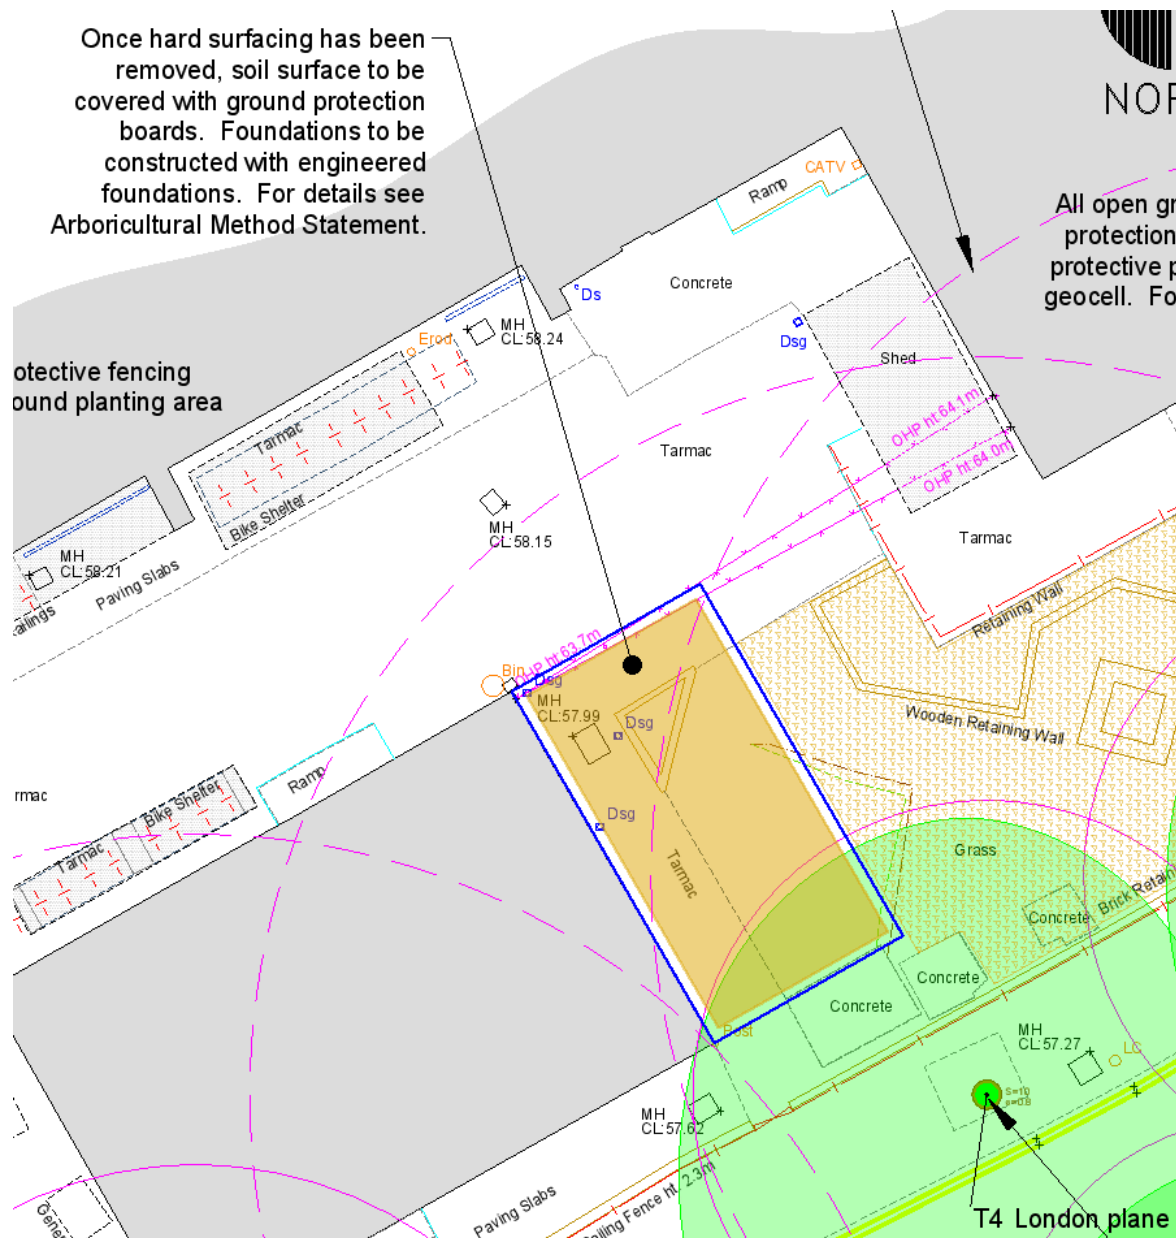 Once hard surfacing has been
removed, soil surface to be
covered with ground protection
boards. Foundations to be
constructed with engineered
foundations. For details see
Arboricultural Method Statement.
NOR
CATV
Ramp
All open gr
protection
protective p
geocell. Fo
Concrete
Ds
MH
CL:58.24
Erod
Dsg
Shed
otective fencing
ound planting area
OHP ht:64.1m
Tarmac
Tarmac
OHP ht:64.0m
Bike Shelter
MH
CL:58.15
Tarmac
MH
CL:58.21
Paving Slabs
ailings
Retaining Wall
OHP ht:63.7m
Bin
Dsg
MH
CL:57.99
Dsg
Wooden Retaining Wall
Ramp
rmac
Bike Shelter
Dsg
Tarmac
Tarmac
Grass
Brick Retain
Concrete
Concrete
Concrete
Post
MH
CL:57.27
LC
MH
CL:57.62
Railing Fence ht. 2.3m
Paving Slabs
Gene
T4 London plane